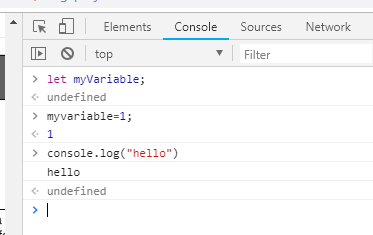 Elements Console Sources Network
top Filter
let myVariable;
undefined
myvariable=1;
1
console.log("hello")
hello
undefined